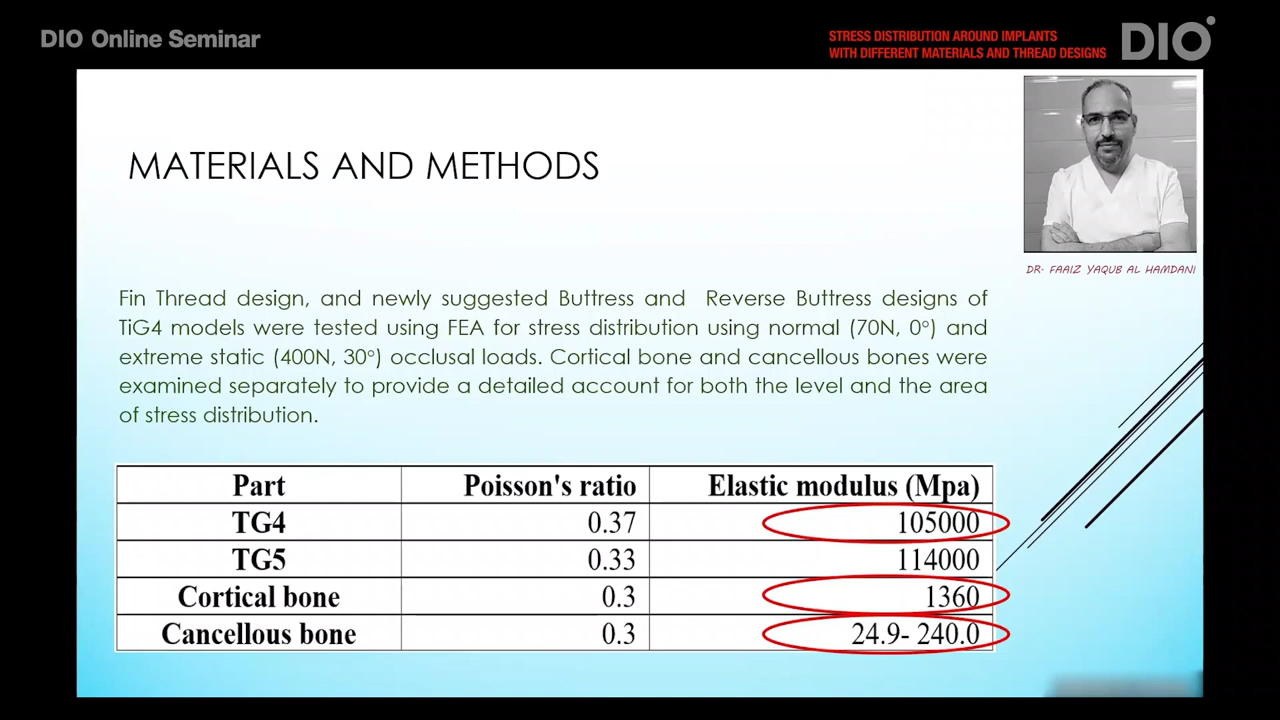 DIO Online Seminar
STRESS DISTRIBUTION AROUND IMPLANTS
WITH DIFFERENT MATERIALS AND THREAD DESIGNS
DIO
MATERIALS AND METHODS
DR. FAAIZ YAQUB AL HAMDANI
Fin Thread design, and newly suggested Buttress and Reverse Buttress designs of
TiG4 models were tested using FEA for stress distribution using normal (70N, 0°) and
extreme static (400N, 30°) occlusal loads. Cortical bone and cancellous bones were
examined separately to provide a detailed account for both the level and the area
of stress distribution.
Part Poisson's ratio Elastic modulus (Mpa)
TG4 0.37 105000
TG5 0.33 114000
Cortical bone 0.3 1360
Cancellous bone 0.3 24.9- 240.0